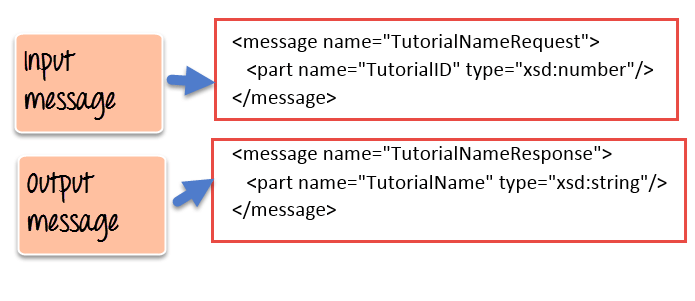 Input
message
<message name="TutorialNameRequest">
<part name="TutorialID" type="xsd:number"/>
</message>
Output
message
<message name="TutorialNameResponse">
<part name="TutorialName" type="xsd:string"/>
</message>